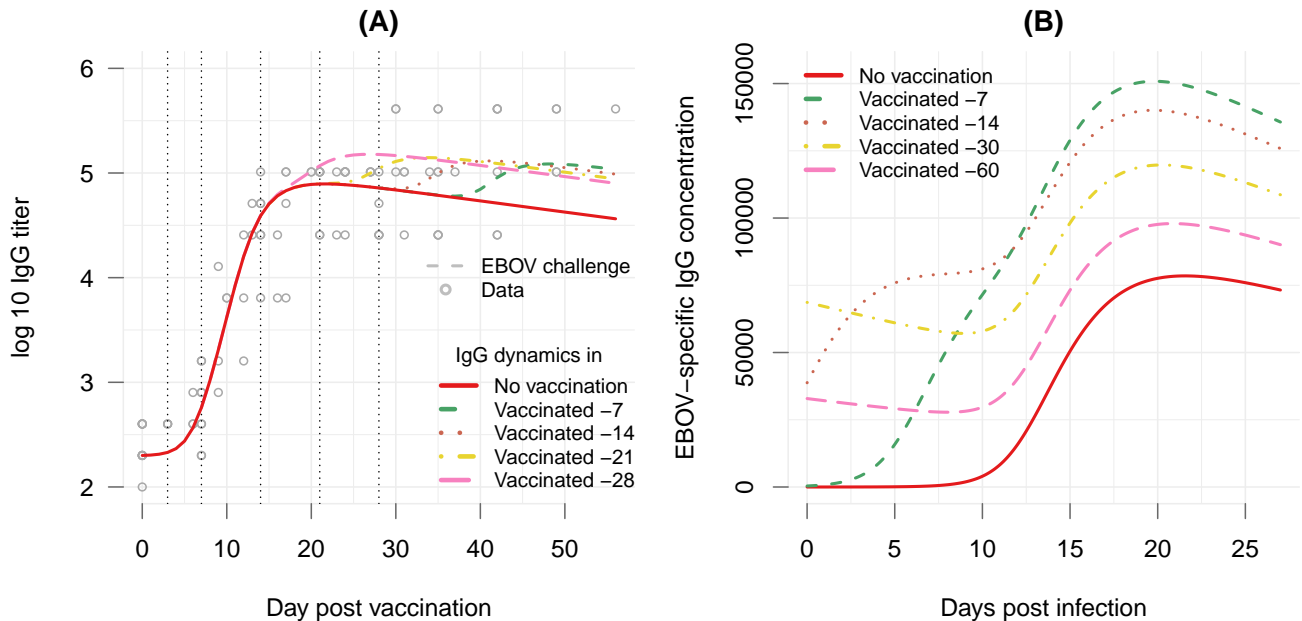 (A)
log 10 IgG titer
6
5
4
3
2
0 10 20 30 40 50
Day post vaccination
EBOV challenge
Data
IgG dynamics in
No vaccination
Vaccinated −7
Vaccinated −14
Vaccinated −21
Vaccinated −28
(B)
EBOV−specific IgG concentration
150000
100000
50000
0
0 5 10 15 20 25
Days post infection
No vaccination
Vaccinated −7
Vaccinated −14
Vaccinated −30
Vaccinated −60